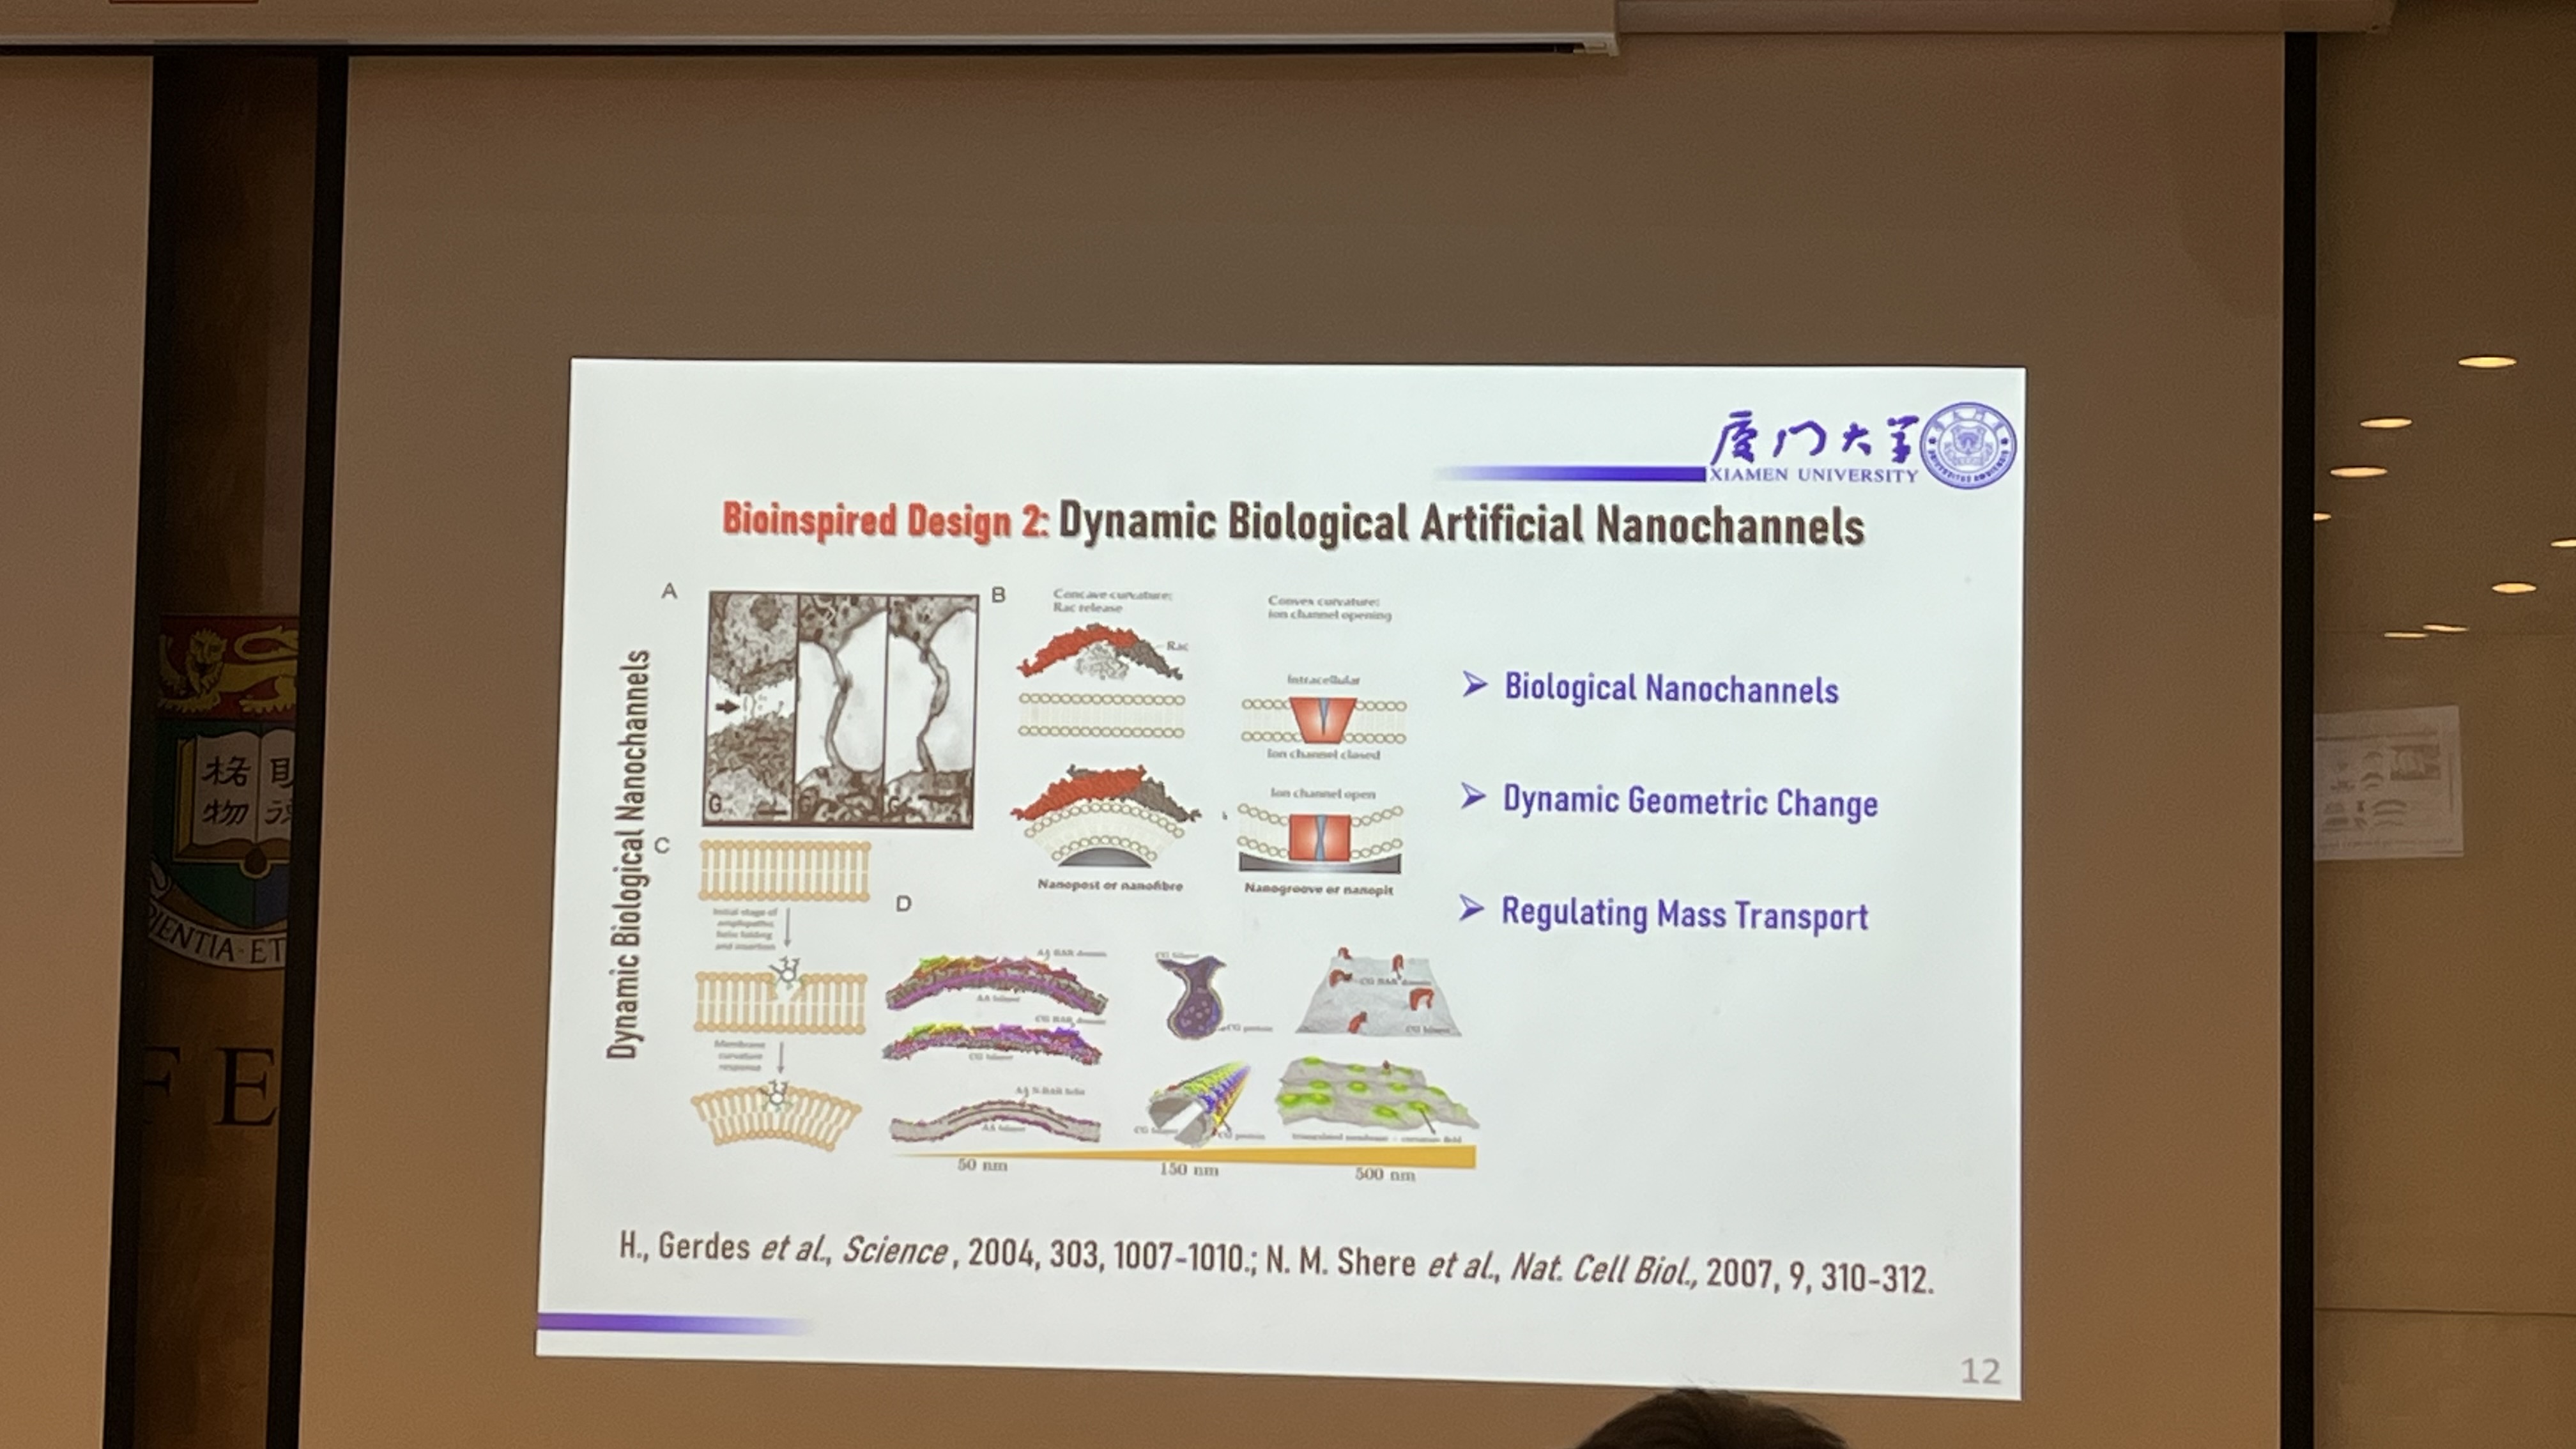 厦门大学
XIAMEN UNIVERSITY
Bioinspired Design 2: Dynamic Biological Artificial Nanochannels
Dynamic Biological Nanochannels
A
G
B
Concave curvature:
Rac release
Rac
Convex curvature:
ion channel opening
Intracellular
Ion channel closed
Ion channel open
Nanopost or nanofibre
Nanogroove or nanopit
C
Initial stage of
amphipathic
helix folding
and insertion
Membrane
curvature
response
D
AA BAR domain
AA bilayer
CG BAR domain
CG bilayer
AA N-BAR helix
AA bilayer
CG bilayer
CG protein
CG bilayer
CG protein
CG BAR domain
CG bilayer
50 nm
150 nm
500 nm
➢ Biological Nanochannels
➢ Dynamic Geometric Change
➢ Regulating Mass Transport
H., Gerdes et al., Science, 2004, 303, 1007-1010.; N. M. Shere et al., Nat. Cell Biol., 2007, 9, 310-312.
12
格
物
IENTIA·ET
F E